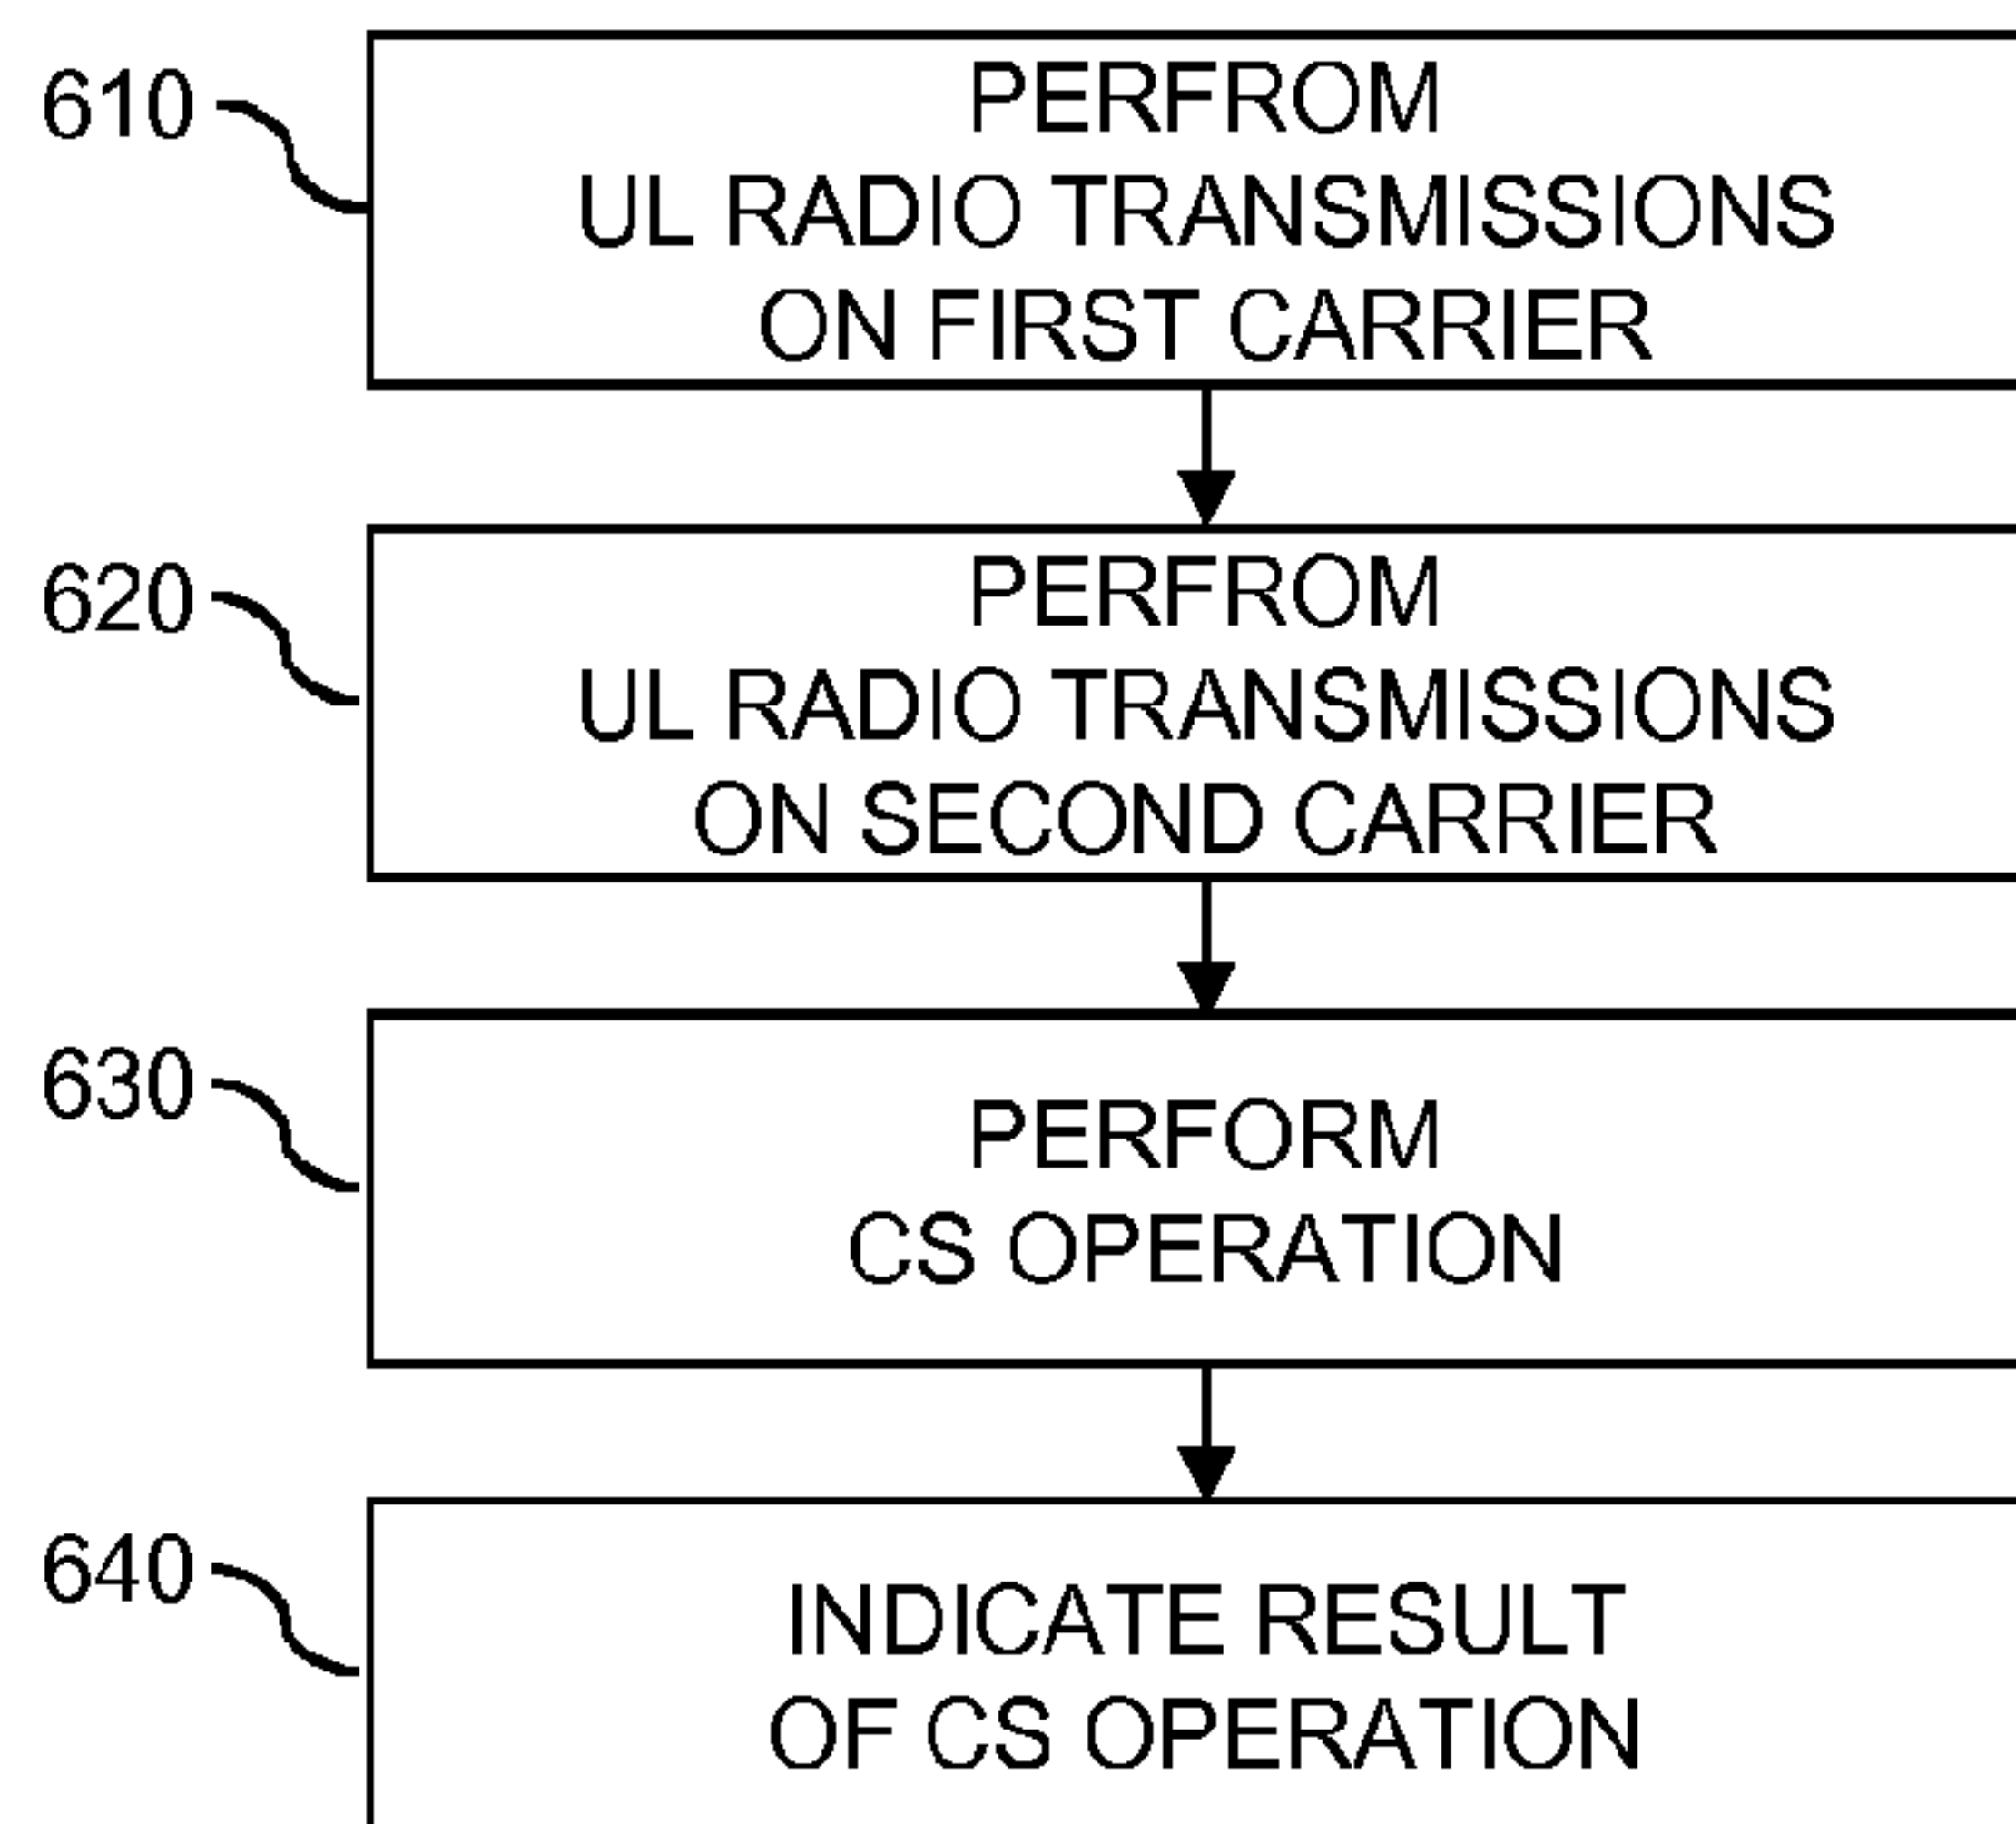 610
PERFROM
UL RADIO TRANSMISSIONS
ON FIRST CARRIER
620
PERFROM
UL RADIO TRANSMISSIONS
ON SECOND CARRIER
630
PERFORM
CS OPERATION
640
INDICATE RESULT
OF CS OPERATION